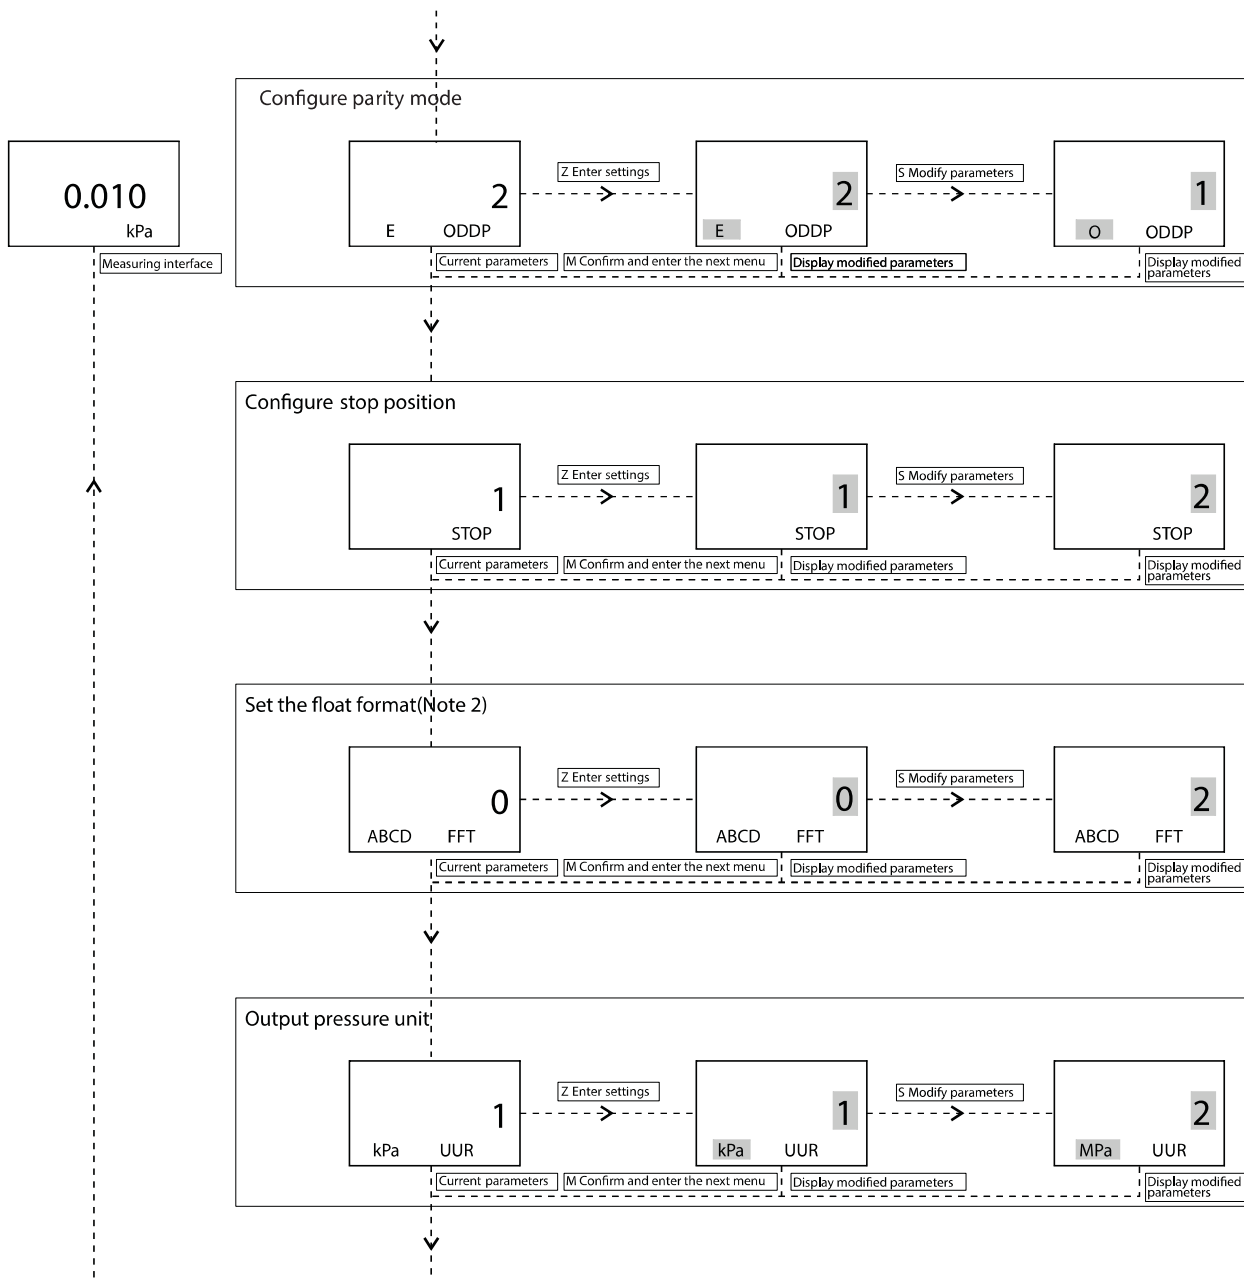 Configure parity mode
0.010
kPa
Measuring interface
2
E ODDP
Z Enter settings
2
E ODDP
S Modify parameters
1
O ODDP
Current parameters
M Confirm and enter the next menu
Display modified parameters
Display modified
parameters
Configure stop position
1
STOP
Z Enter settings
1
STOP
S Modify parameters
2
STOP
Current parameters
M Confirm and enter the next menu
Display modified parameters
Display modified
parameters
Set the float format(Note 2)
0
ABCD FFT
Z Enter settings
0
ABCD FFT
S Modify parameters
2
ABCD FFT
Current parameters
M Confirm and enter the next menu
Display modified parameters
Display modified
parameters
Output pressure unit
1
kPa UUR
Z Enter settings
1
kPa UUR
S Modify parameters
2
MPa UUR
Current parameters
M Confirm and enter the next menu
Display modified parameters
Display modified
parameters